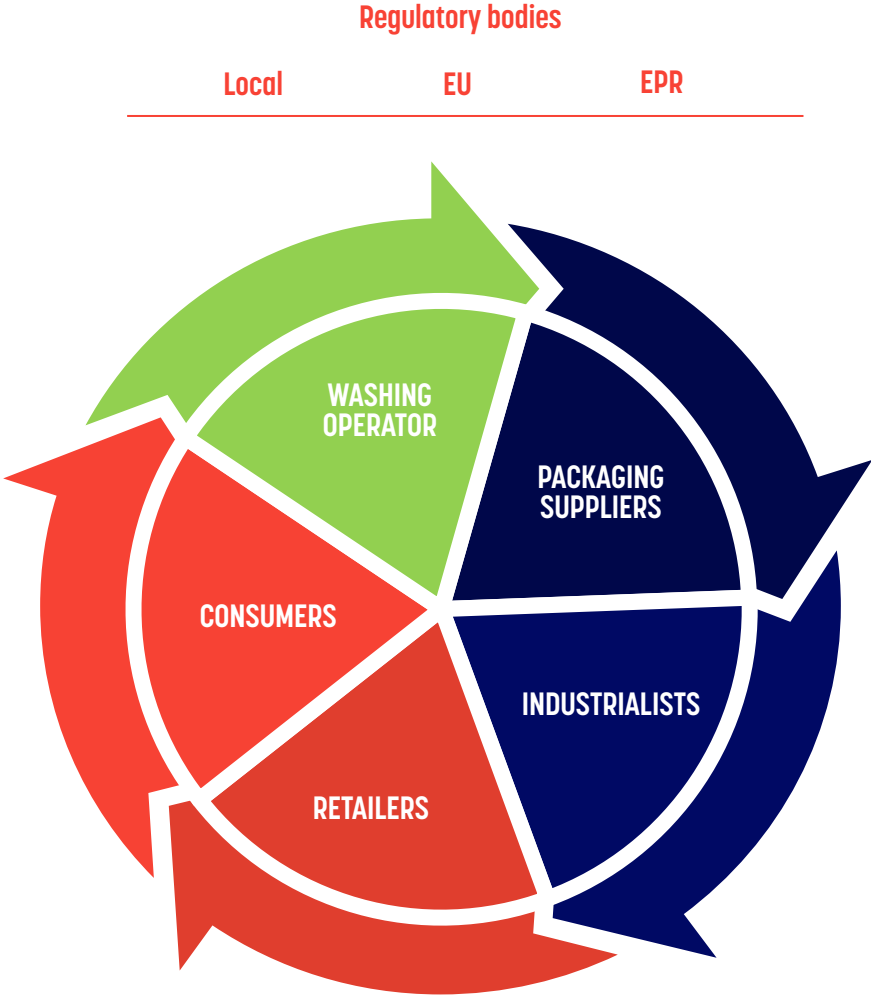 Regulatory bodies
Local EU EPR
WASHING
OPERATOR
PACKAGING
SUPPLIERS
CONSUMERS
INDUSTRIALISTS
RETAILERS